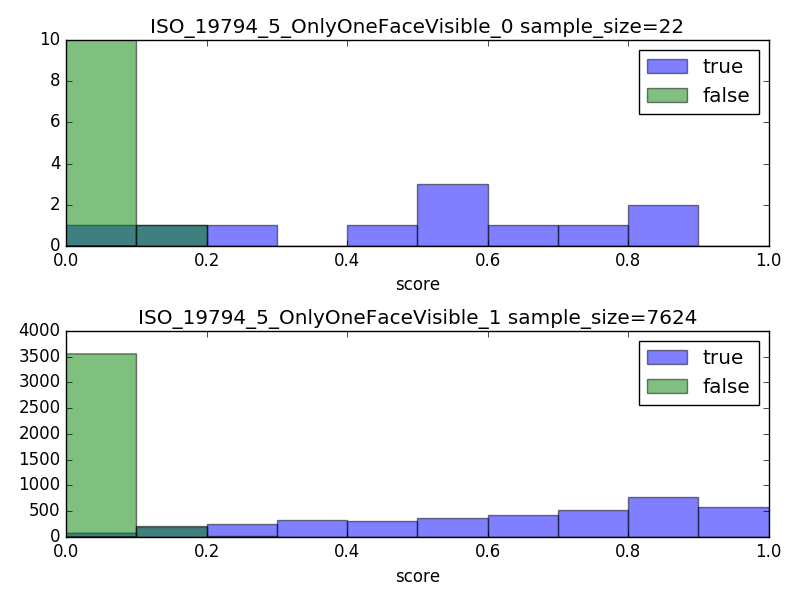 ISO_19794_5_OnlyOneFaceVisible_0 sample_size=22
10
8
6
4
2
0
true
false
0.0 0.2 0.4 0.6 0.8 1.0
score
ISO_19794_5_OnlyOneFaceVisible_1 sample_size=7624
4000
3500
3000
2500
2000
1500
1000
500
0
true
false
0.0 0.2 0.4 0.6 0.8 1.0
score